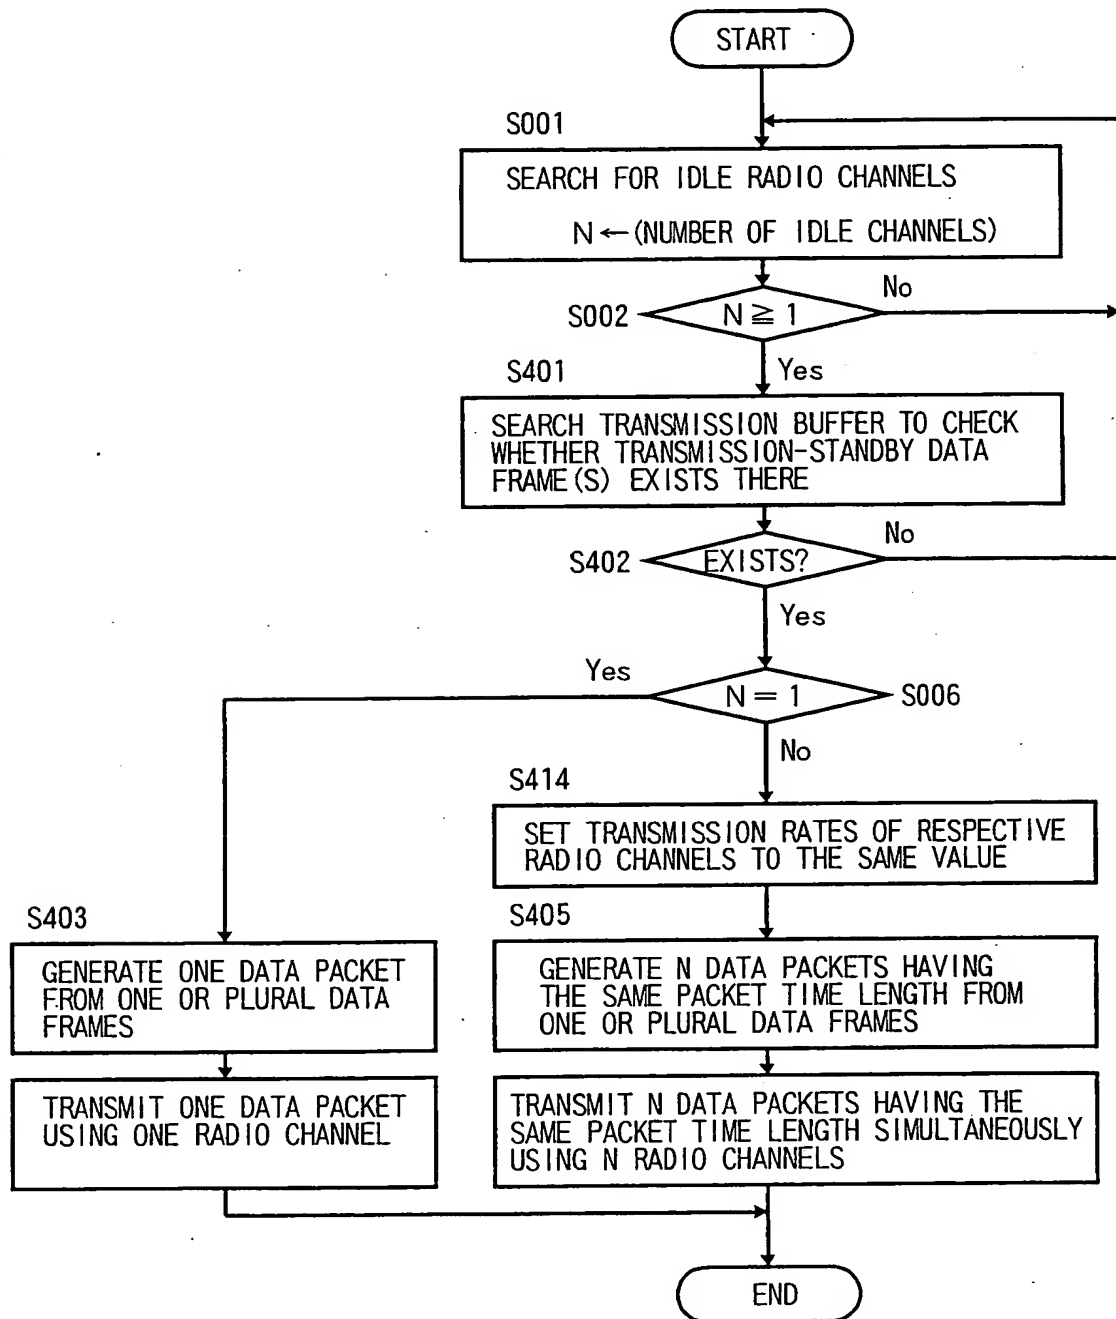 START
S001
SEARCH FOR IDLE RADIO CHANNELS
N ← (NUMBER OF IDLE CHANNELS)
S002
N ≧ 1
No
Yes
S401
SEARCH TRANSMISSION BUFFER TO CHECK
WHETHER TRANSMISSION-STANDBY DATA
FRAME(S) EXISTS THERE
S402
EXISTS?
No
Yes
Yes
N = 1
S006
No
S414
SET TRANSMISSION RATES OF RESPECTIVE
RADIO CHANNELS TO THE SAME VALUE
S403
GENERATE ONE DATA PACKET
FROM ONE OR PLURAL DATA
FRAMES
S405
GENERATE N DATA PACKETS HAVING
THE SAME PACKET TIME LENGTH FROM
ONE OR PLURAL DATA FRAMES
TRANSMIT ONE DATA PACKET
USING ONE RADIO CHANNEL
TRANSMIT N DATA PACKETS HAVING THE
SAME PACKET TIME LENGTH SIMULTANEOUSLY
USING N RADIO CHANNELS
END